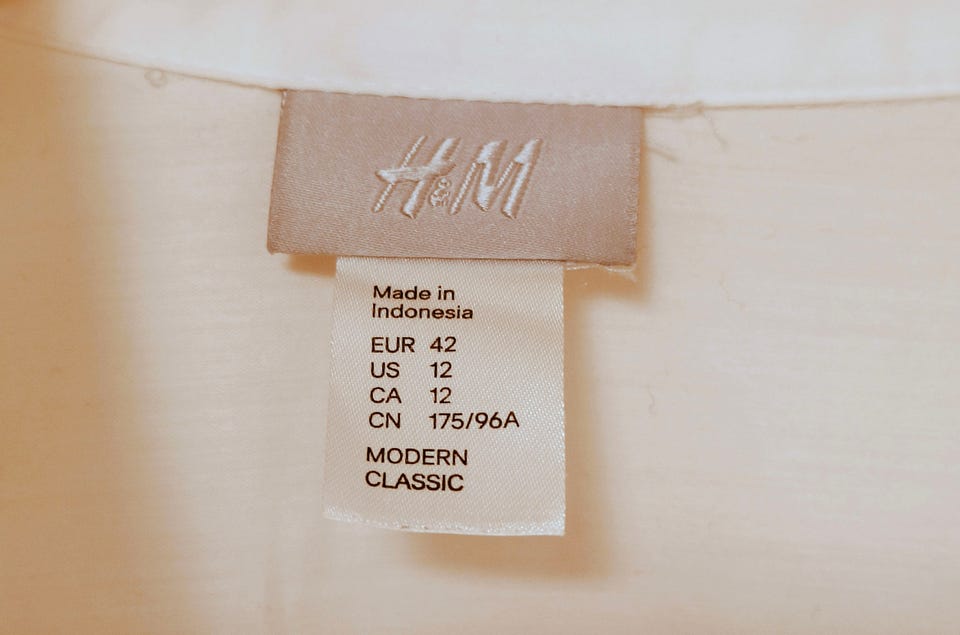 H&M
Made in
Indonesia
EUR 42
US 12
CA 12
CN 175/96A
MODERN
CLASSIC